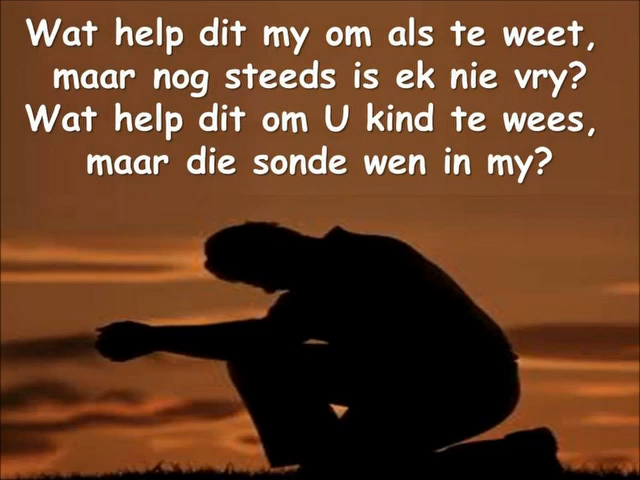 Wat help dit my om als te weet,
maar nog steeds is ek nie vry?
Wat help dit om U kind te wees,
maar die sonde wen in my?